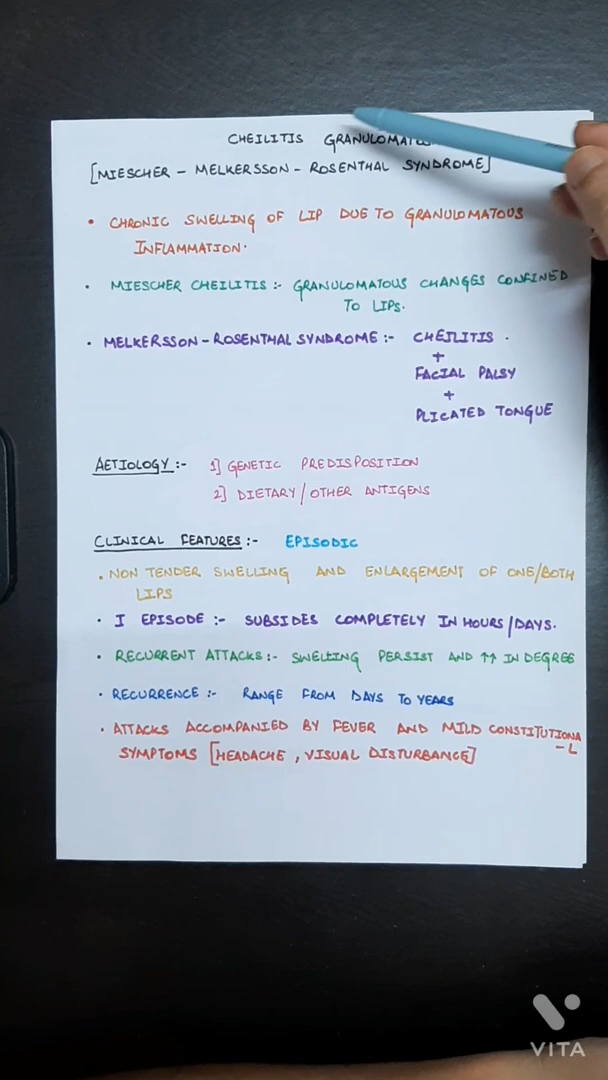 CHEILITIS
[MIESCHER - MELKERSSON - ROSENTHAL SYNDROME]
• CHRONIC SWELLING OF LIP DUE TO GRANULOMATOUS
INFLAMMATION.
• MIESCHER CHEILITIS :- GRANULOMATOUS CHANGES CONFINED
TO LIPS.
• MELKERSSON - ROSENTHAL SYNDROME :- CHEILITIS.
+
FACIAL PALSY
+
PLICATED TONGUE
AETIOLOGY :- 1] GENETIC PREDISPOSITION
2] DIETARY / OTHER ANTIGENS
CLINICAL FEATURES :- EPISODIC
• NON TENDER SWELLING AND ENLARGEMENT OF ONE/BOTH
LIPS
• I EPISODE :- SUBSIDES COMPLETELY IN HOURS/DAYS.
• RECURRENT ATTACKS :- SWELLING PERSIST AND ↑↑ IN DEGREE
• RECURRENCE :- RANGE FROM DAYS TO YEARS
• ATTACKS ACCOMPANIED BY FEVER AND MILD CONSTITUTIONA
-L
SYMPTOMS [HEADACHE, VISUAL DISTURBANCE]
VITA